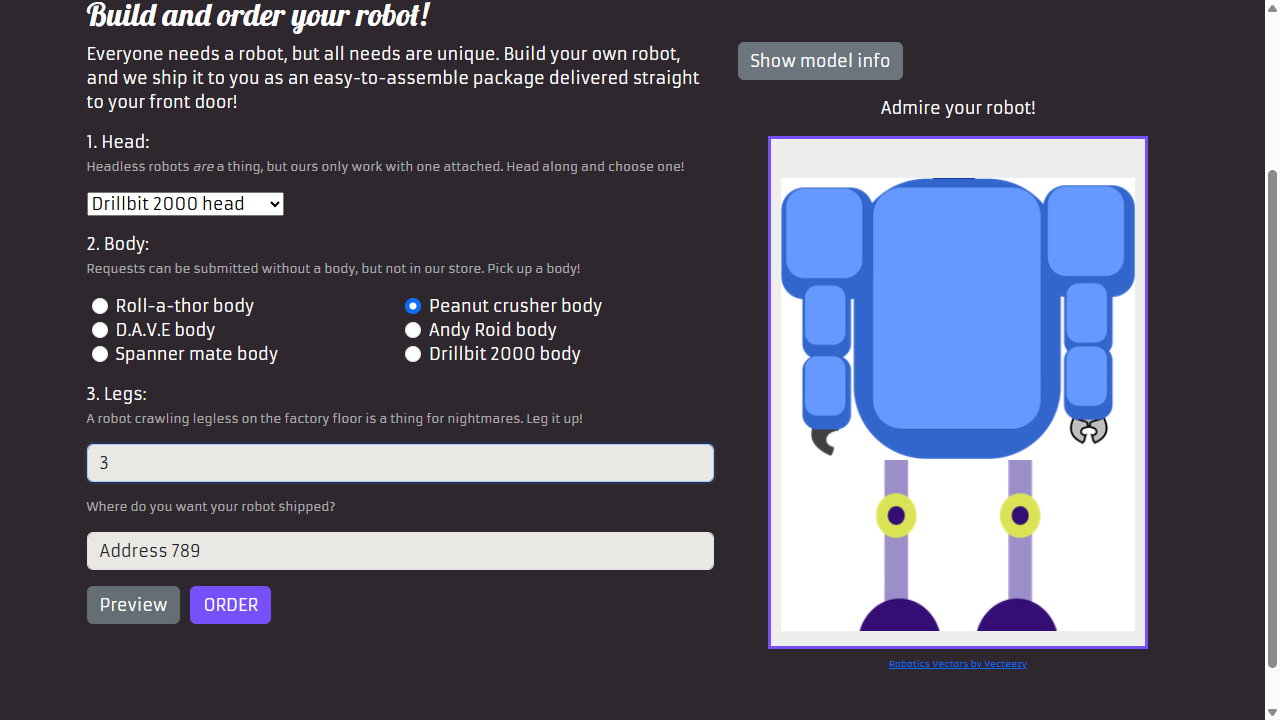 Build and order your robot!
Everyone needs a robot, but all needs are unique. Build your own robot,
and we ship it to you as an easy-to-assemble package delivered straight
to your front door!
1. Head:
Headless robots are a thing, but ours only work with one attached. Head along and choose one!
Drillbit 2000 head
2. Body:
Requests can be submitted without a body, but not in our store. Pick up a body!
Roll-a-thor body
Peanut crusher body
D.A.V.E body
Andy Roid body
Spanner mate body
Drillbit 2000 body
3. Legs:
A robot crawling legless on the factory floor is a thing for nightmares. Leg it up!
3
Where do you want your robot shipped?
Address 789
Preview
ORDER
Show model info
Admire your robot!
Robotics Vectors by Vecteezy